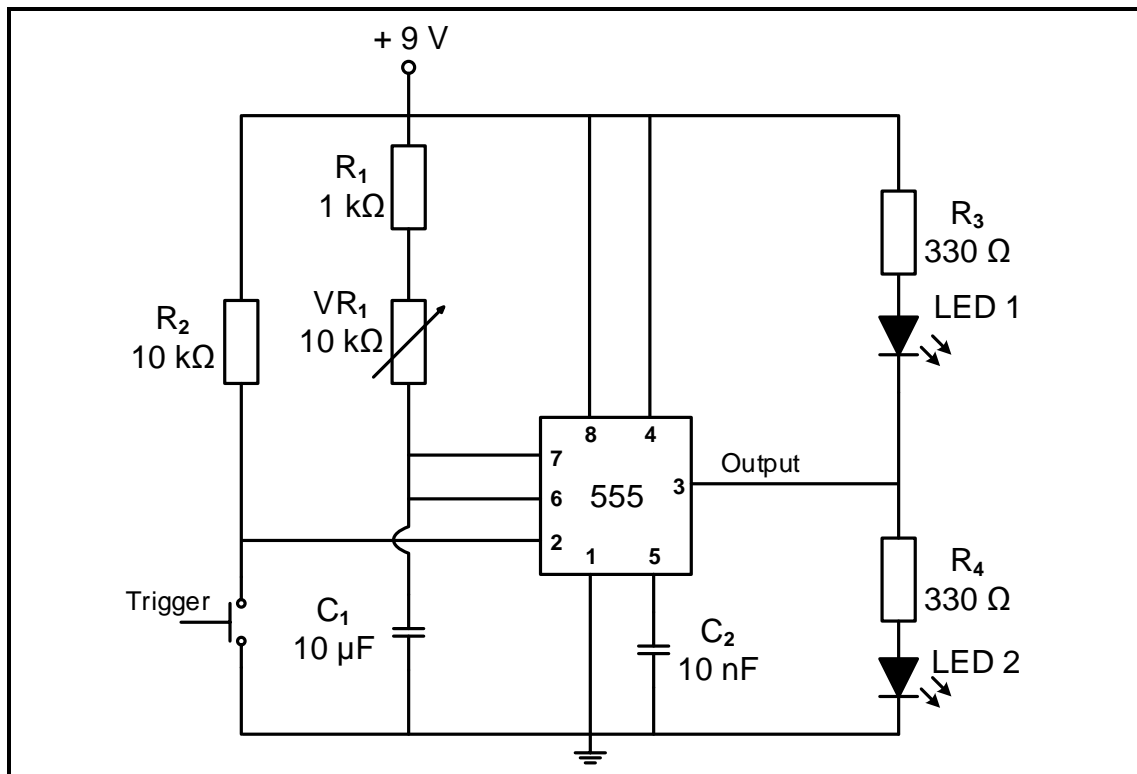 + 9 V
R₁
1 kΩ
R₃
330 Ω
VR₁
10 kΩ
LED 1
R₂
10 kΩ
8 4
7
Output
6 555 3
2
1 5
R₄
330 Ω
Trigger
C₁
10 µF
C₂
10 nF
LED 2